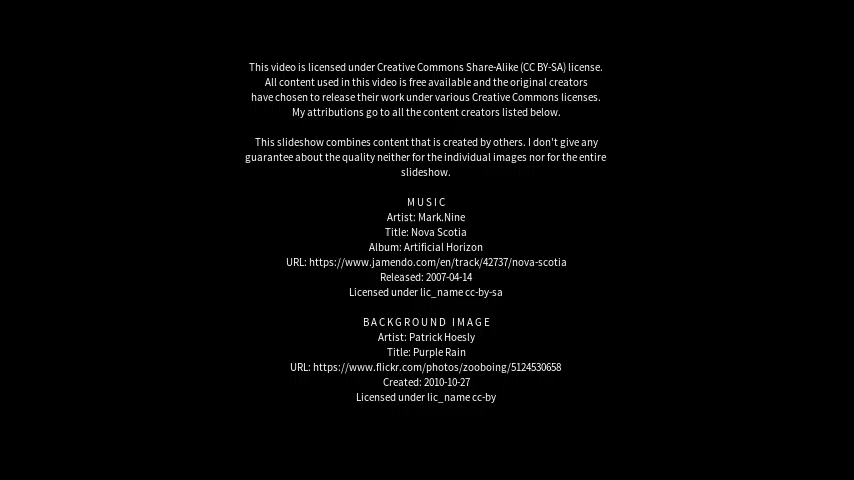 This video is licensed under Creative Commons Share-Alike (CC BY-SA) license.
All content used in this video is free available and the original creators
have chosen to release their work under various Creative Commons licenses.
My attributions go to all the content creators listed below.
This slideshow combines content that is created by others. I don't give any
guarantee about the quality neither for the individual images nor for the entire
slideshow.
MUSIC
Artist: Mark.Nine
Title: Nova Scotia
Album: Artificial Horizon
URL: https://www.jamendo.com/en/track/42737/nova-scotia
Released: 2007-04-14
Licensed under lic_name cc-by-sa
BACKGROUND IMAGE
Artist: Patrick Hoesly
Title: Purple Rain
URL: https://www.flickr.com/photos/zooboing/5124530658
Created: 2010-10-27
Licensed under lic_name cc-by